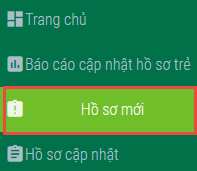 Trang chủ
Báo cáo cập nhật hồ sơ trẻ
Hồ sơ mới
Hồ sơ cập nhật